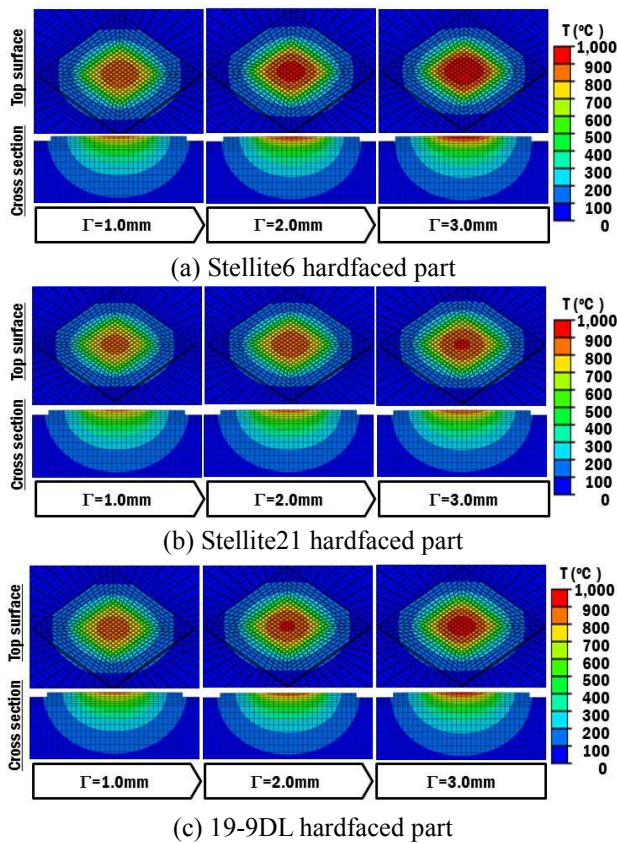 Top surface
T (ºC )
1,000
900
800
700
600
500
400
300
200
100
0
Cross section
Γ=1.0mm
Γ=2.0mm
Γ=3.0mm
(a) Stellite6 hardfaced part
Top surface
T (ºC )
1,000
900
800
700
600
500
400
300
200
100
0
Cross section
Γ=1.0mm
Γ=2.0mm
Γ=3.0mm
(b) Stellite21 hardfaced part
Top surface
T (ºC )
1,000
900
800
700
600
500
400
300
200
100
0
Cross section
Γ=1.0mm
Γ=2.0mm
Γ=3.0mm
(c) 19-9DL hardfaced part